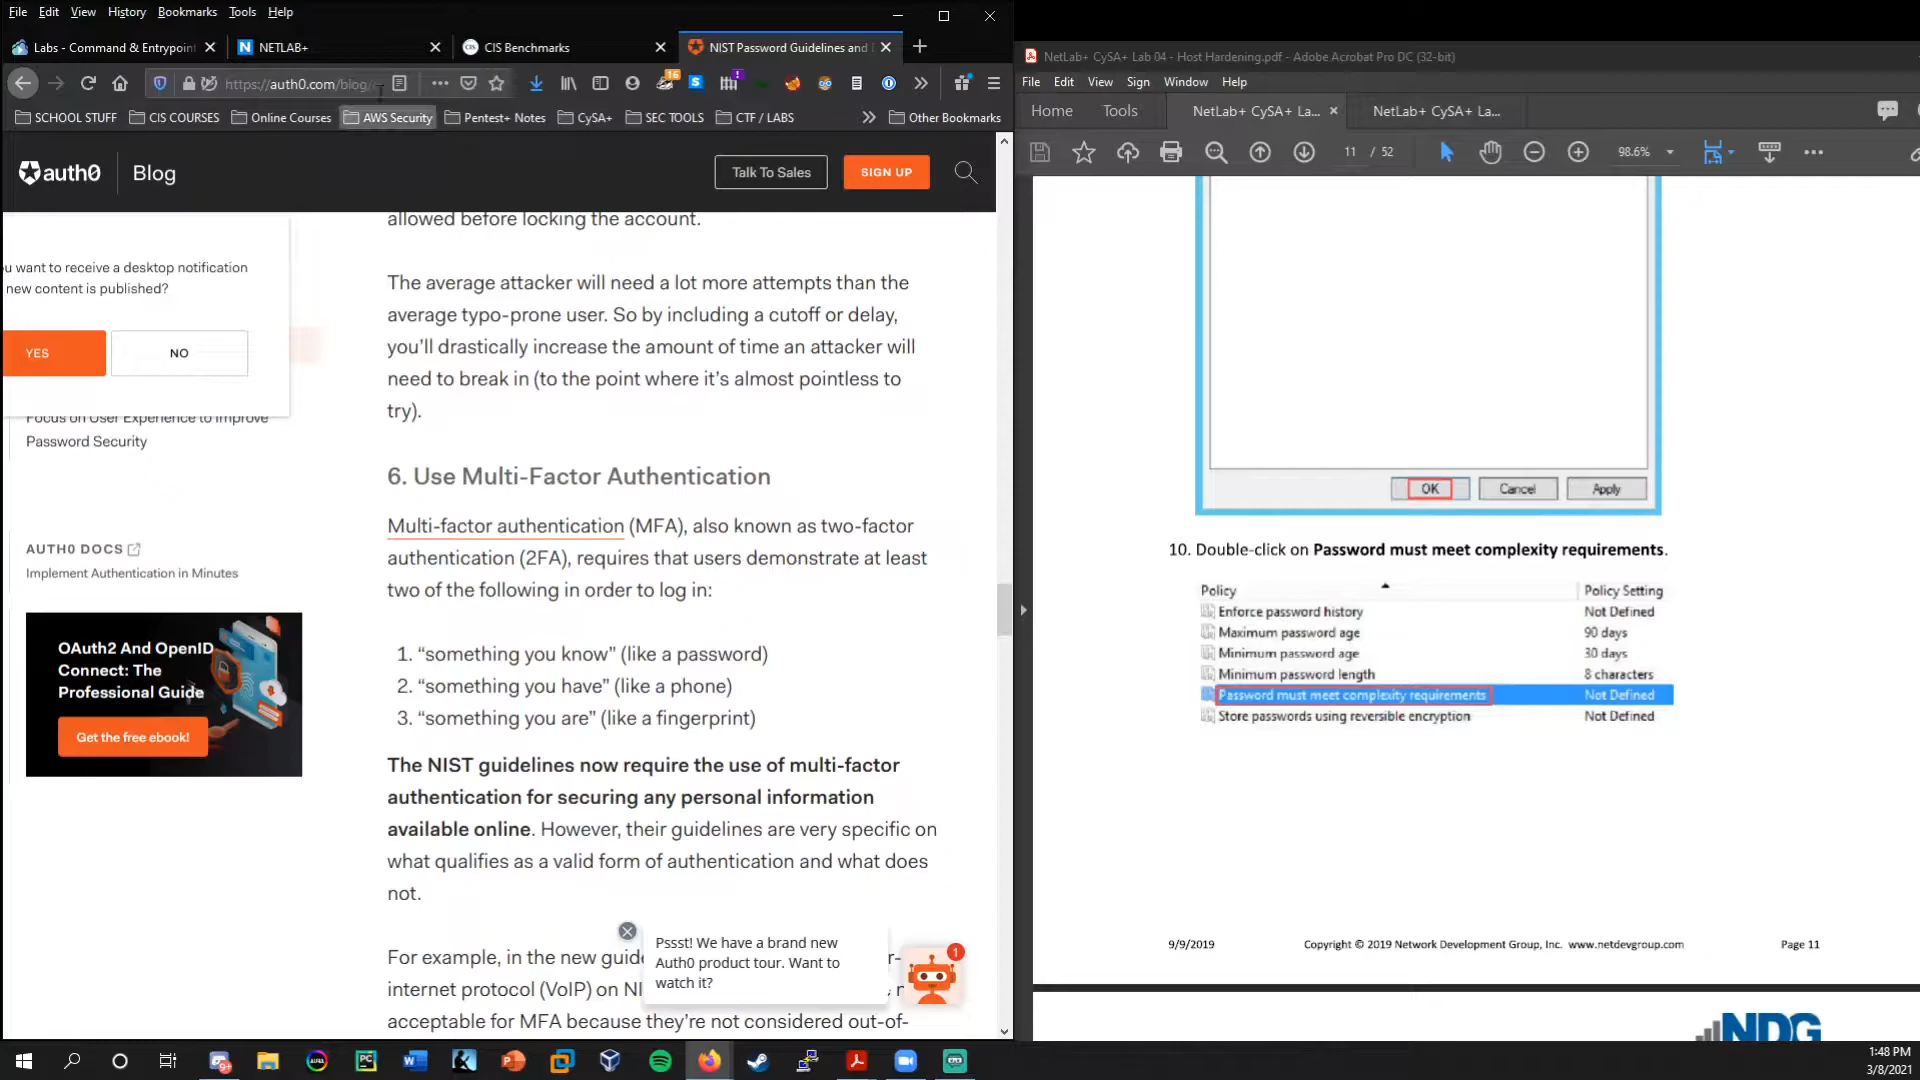 File Edit View History Bookmarks Tools Help
Labs - Command & Entrypoin
NETLAB+
CIS Benchmarks
NIST Password Guidelines and
https://auth0.com/blog/
16
SCHOOL STUFF
CIS COURSES
Online Courses
AWS Security
Pentest+ Notes
CySA+
SEC TOOLS
CTF / LABS
Other Bookmarks
auth0 Blog
Talk To Sales
SIGN UP
u want to receive a desktop notification
new content is published?
YES
NO
Focus on User Experience to Improve
Password Security
AUTH0 DOCS
Implement Authentication in Minutes
OAuth2 And OpenID
Connect: The
Professional Guide
Get the free ebook!
allowed before locking the account.
The average attacker will need a lot more attempts than the
average typo-prone user. So by including a cutoff or delay,
you'll drastically increase the amount of time an attacker will
need to break in (to the point where it's almost pointless to
try).
6. Use Multi-Factor Authentication
Multi-factor authentication (MFA), also known as two-factor
authentication (2FA), requires that users demonstrate at least
two of the following in order to log in:
1. “something you know” (like a password)
2. “something you have” (like a phone)
3. “something you are” (like a fingerprint)
The NIST guidelines now require the use of multi-factor
authentication for securing any personal information
available online. However, their guidelines are very specific on
what qualifies as a valid form of authentication and what does
not.
For example, in the new guide
internet protocol (VoIP) on NI
acceptable for MFA because they're not considered out-of-
Pssst! We have a brand new
Auth0 product tour. Want to
watch it?
1
NetLab+ CySA+ Lab 04 - Host Hardening.pdf - Adobe Acrobat Pro DC (32-bit)
File Edit View Sign Window Help
Home Tools
NetLab+ CySA+ La...
NetLab+ CySA+ La...
11 / 52
98.6%
OK Cancel Apply
10. Double-click on Password must meet complexity requirements.
Policy Policy Setting
Enforce password history Not Defined
Maximum password age 90 days
Minimum password age 30 days
Minimum password length 8 characters
Password must meet complexity requirements Not Defined
Store passwords using reversible encryption Not Defined
9/9/2019 Copyright © 2019 Network Development Group, Inc. www.netdevgroup.com Page 11
NDG
1:48 PM
3/8/2021